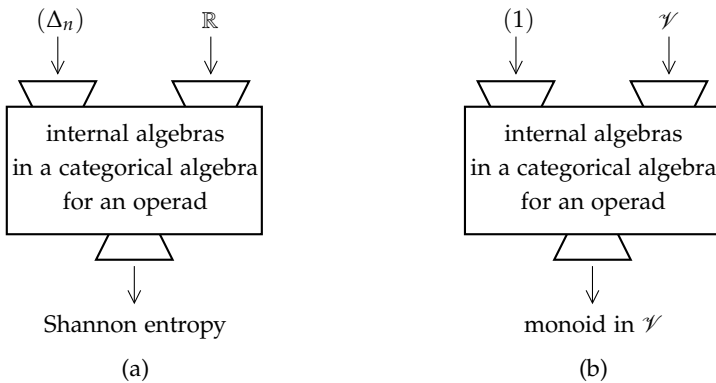 (Δₙ) ℝ (1) 𝒱
internal algebras internal algebras
in a categorical algebra in a categorical algebra
for an operad for an operad
Shannon entropy monoid in 𝒱
(a) (b)